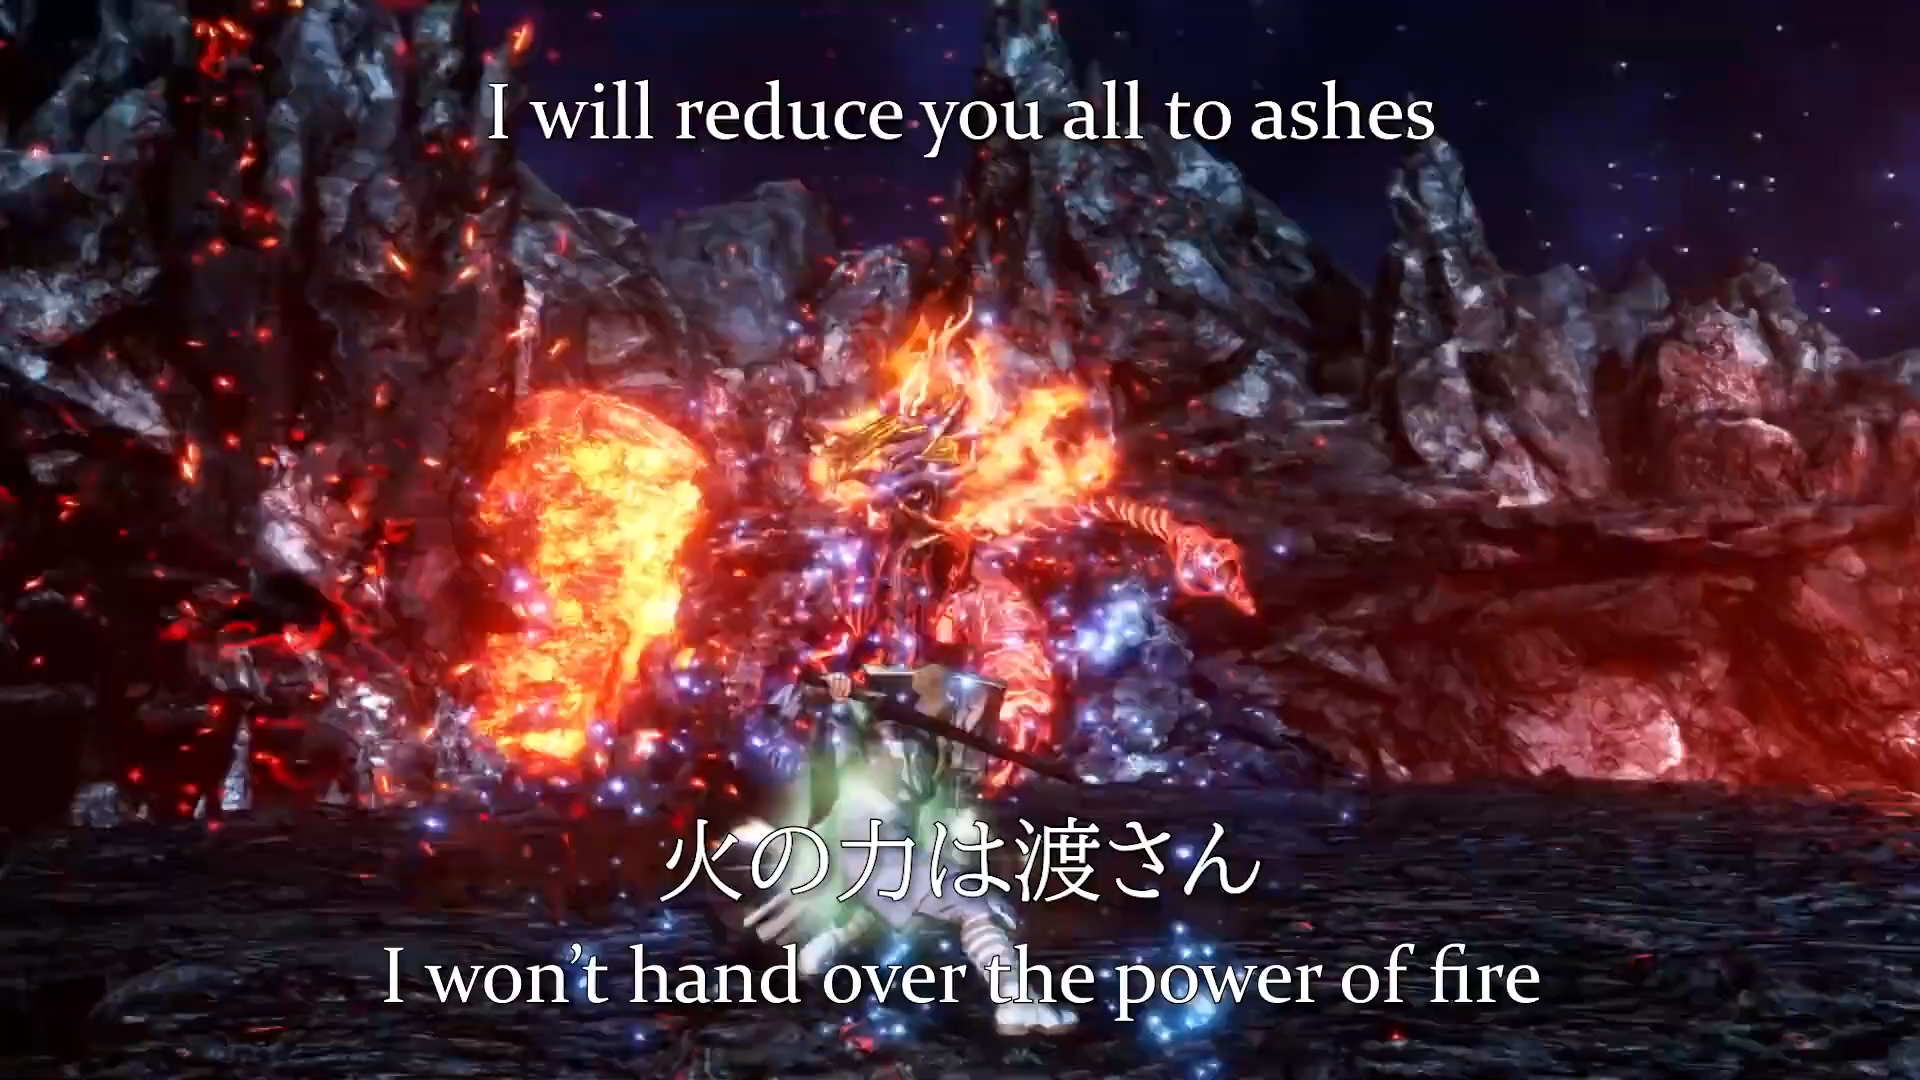 I will reduce you all to ashes
火の力は渡さん
I won't hand over the power of fire